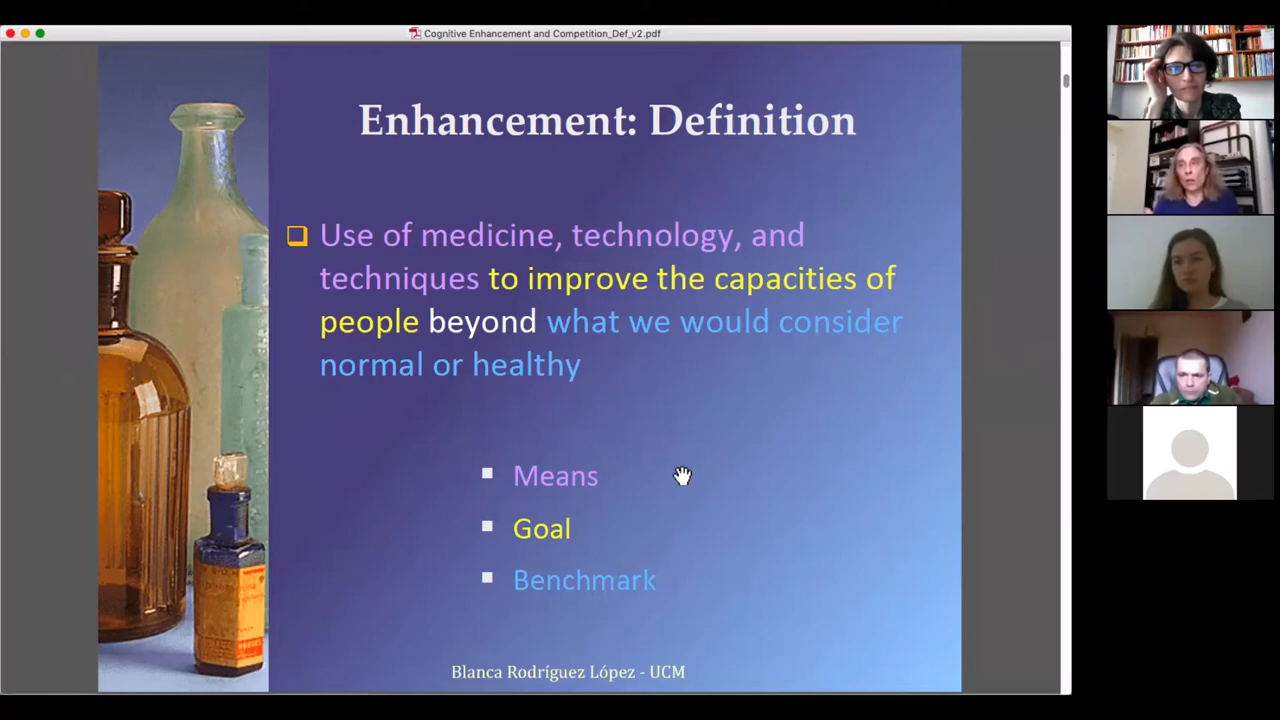 Cognitive Enhancement and Competition_Def_v2.pdf
Enhancement: Definition
Use of medicine, technology, and
techniques to improve the capacities of
people beyond what we would consider
normal or healthy
Means
Goal
Benchmark
Blanca Rodríguez López - UCM